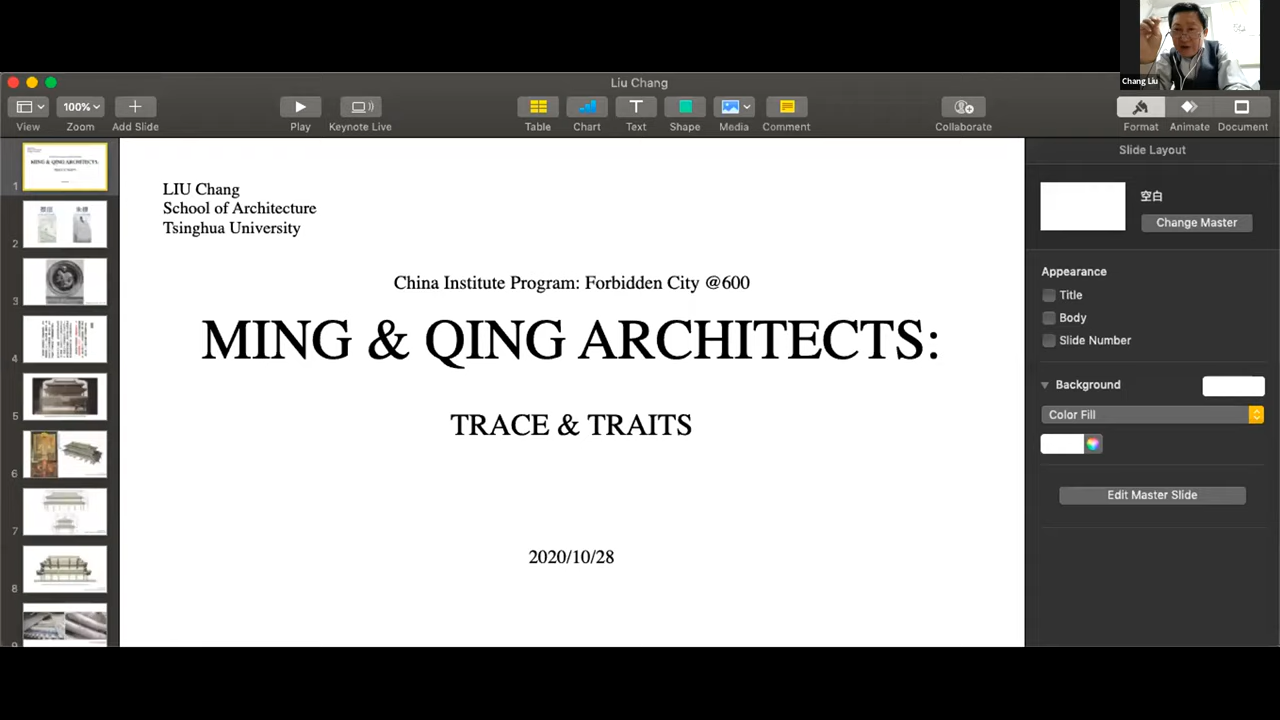 Chang Liu
Liu Chang
View
100%
Zoom
Add Slide
Play
Keynote Live
Table
Chart
Text
Shape
Media
Comment
Collaborate
Format
Animate
Document
1
2
3
4
5
6
7
8
LIU Chang
School of Architecture
Tsinghua University
China Institute Program: Forbidden City @600
MING & QING ARCHITECTS:
TRACE & TRAITS
2020/10/28
Slide Layout
空白
Change Master
Appearance
Title
Body
Slide Number
Background
Color Fill
Edit Master Slide